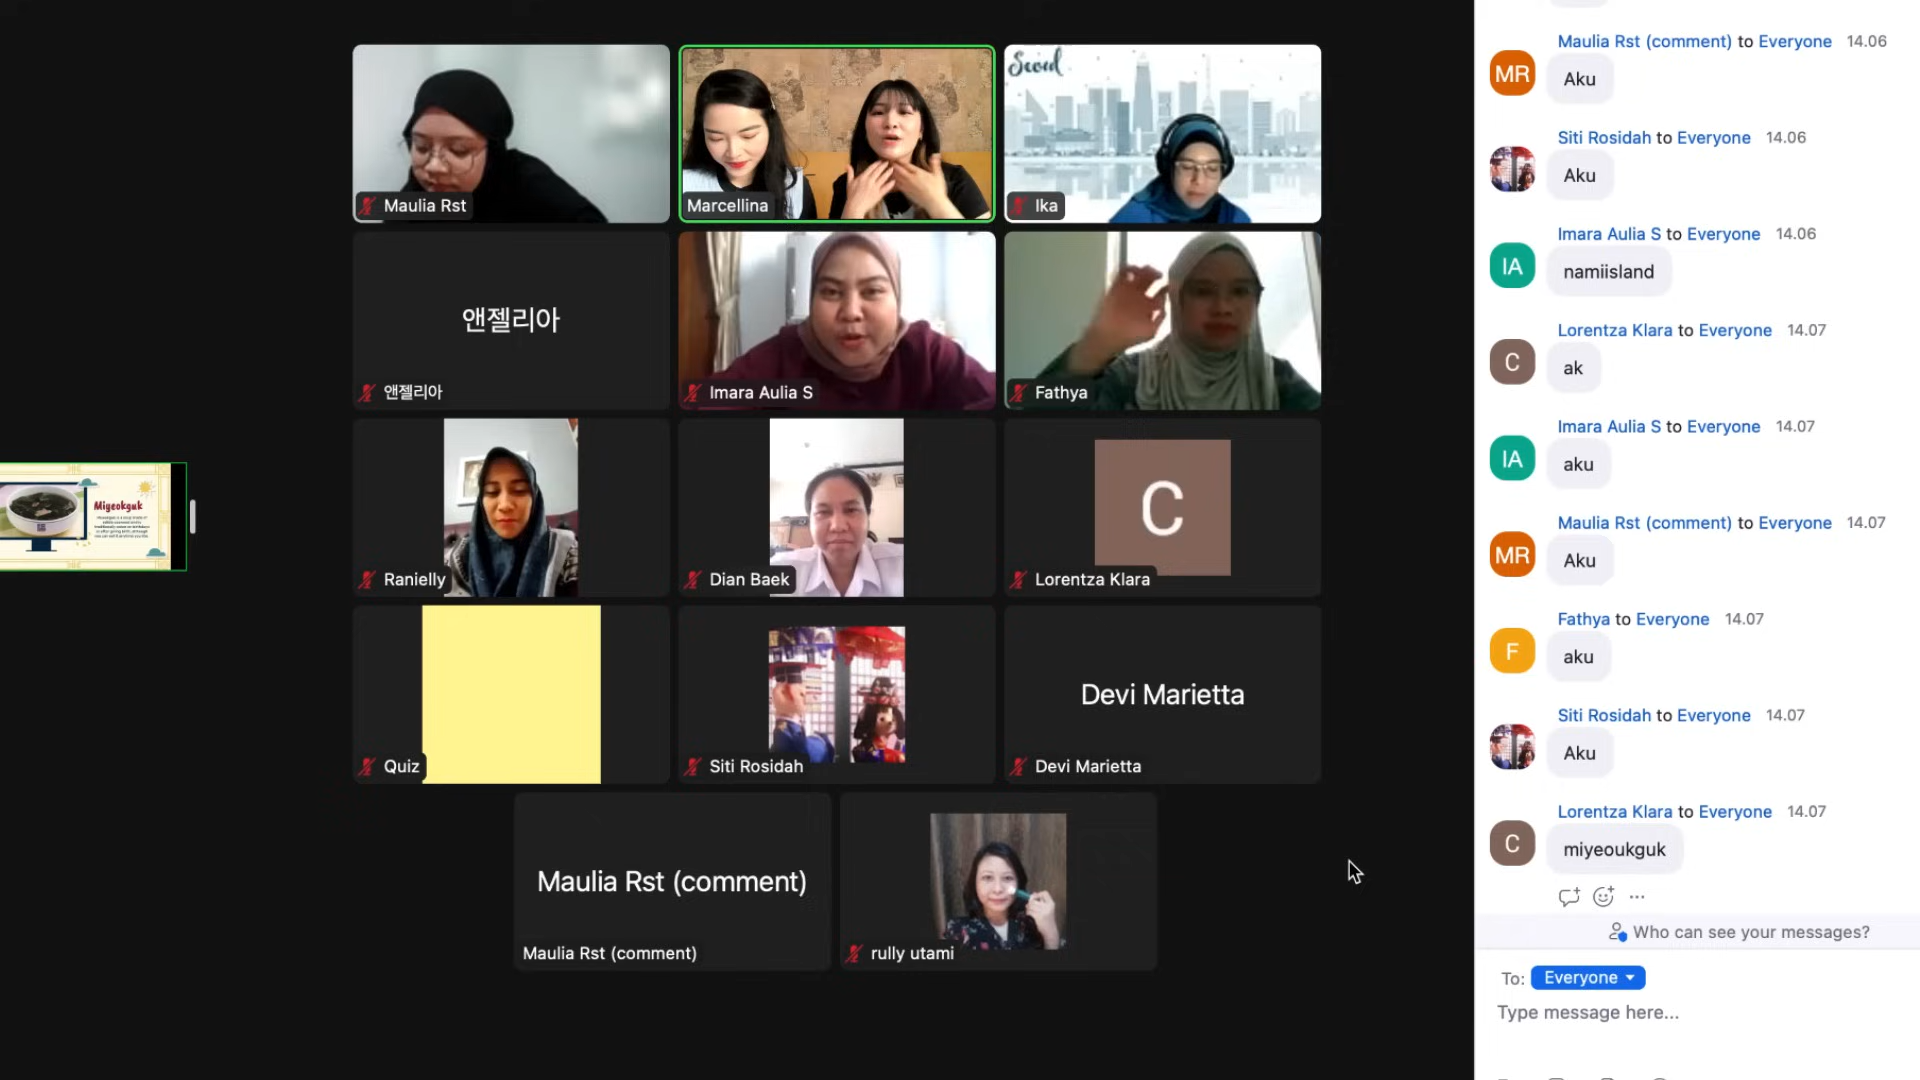 Seoul
Maulia Rst
Marcellina
Ika
앤젤리아
앤젤리아
Imara Aulia S
Fathya
Ranielly
Dian Baek
C
Lorentza Klara
Quiz
Siti Rosidah
Devi Marietta
Devi Marietta
Maulia Rst (comment)
Maulia Rst (comment)
rully utami
Miyeokguk
Maulia Rst (comment) to Everyone 14.06
MR
Aku
Siti Rosidah to Everyone 14.06
Aku
Imara Aulia S to Everyone 14.06
IA
namiisland
Lorentza Klara to Everyone 14.07
C
ak
Imara Aulia S to Everyone 14.07
IA
aku
Maulia Rst (comment) to Everyone 14.07
MR
Aku
Fathya to Everyone 14.07
F
aku
Siti Rosidah to Everyone 14.07
Aku
Lorentza Klara to Everyone 14.07
C
miyeoukguk
Who can see your messages?
To: Everyone
Type message here...